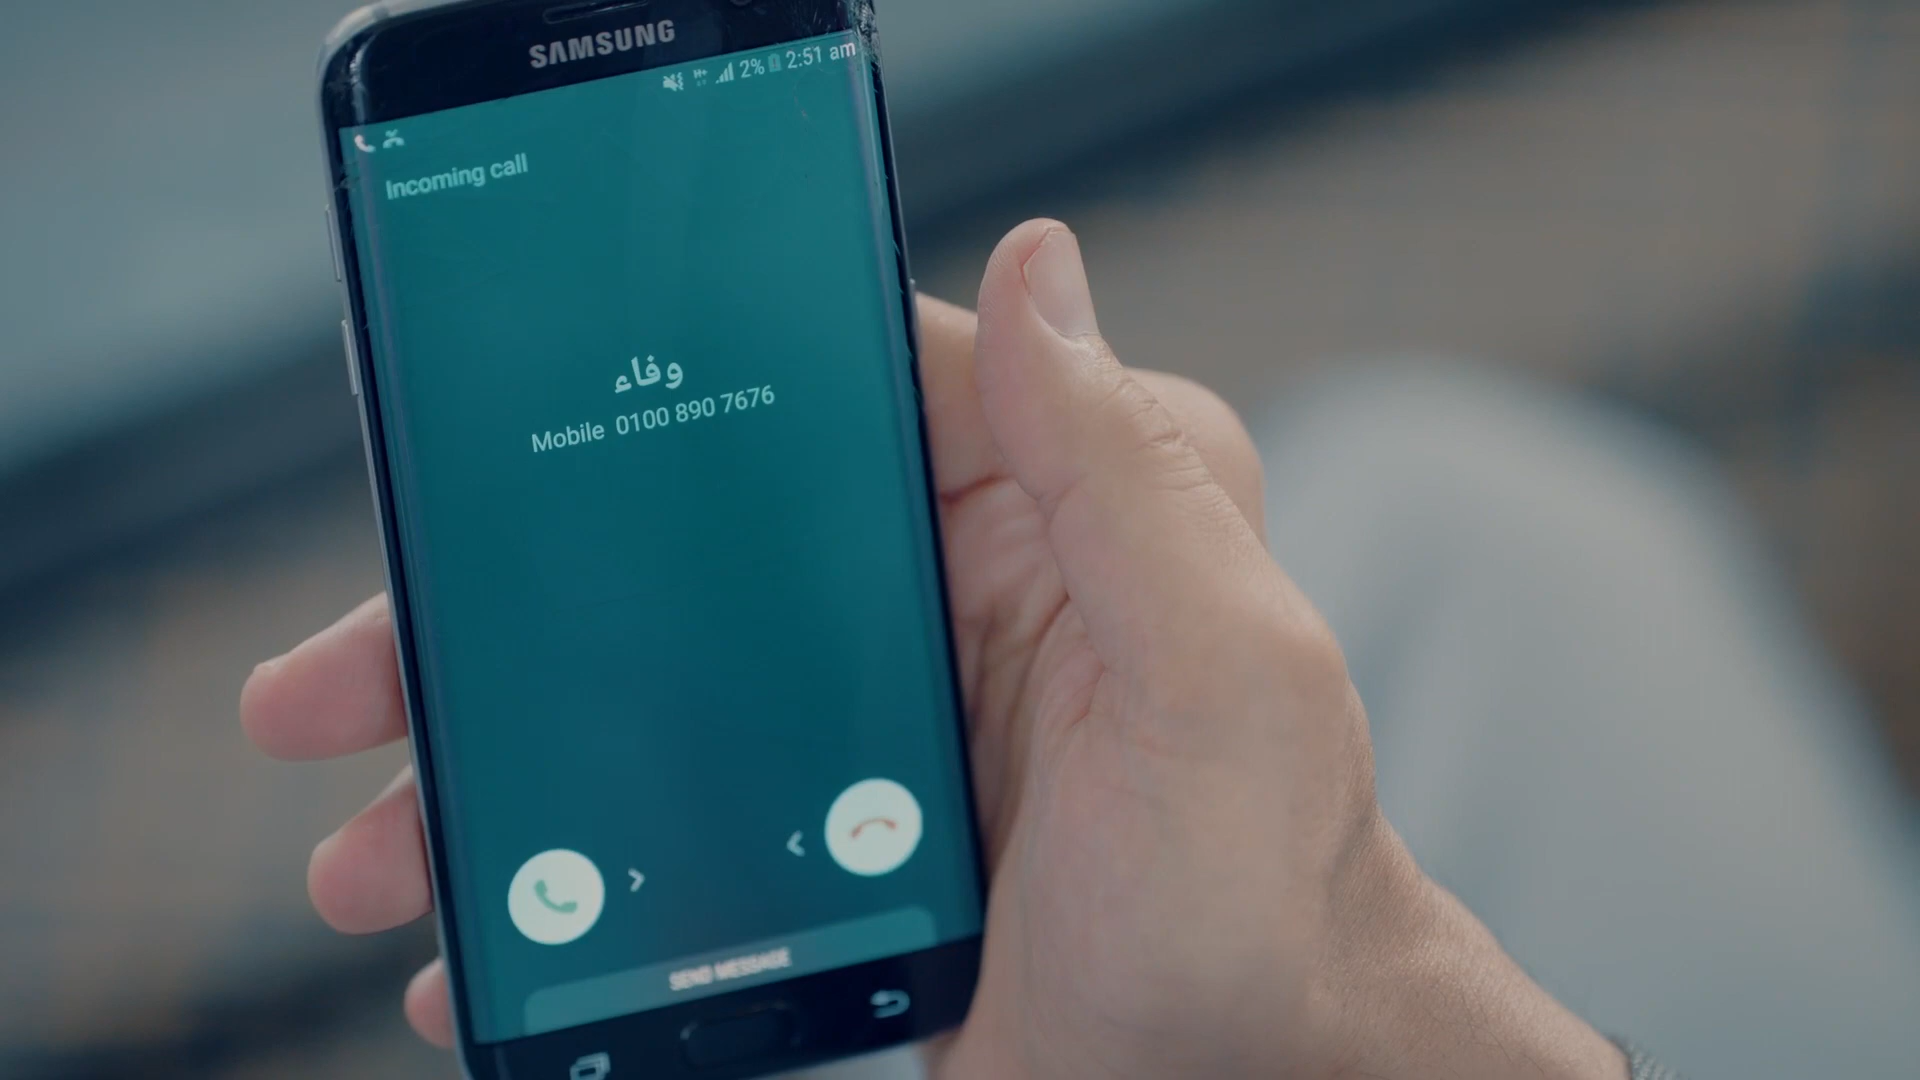 SAMSUNG
H+ 2% 2:51 am
Incoming call
وفاء
Mobile 0100 890 7676
SEND MESSAGE